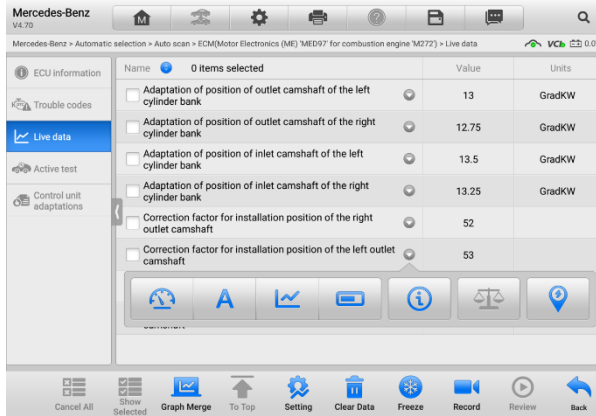 Mercedes-Benz
V4.70
Mercedes-Benz > Automatic selection > Auto scan > ECM(Motor Electronics (ME) 'MED97' for combustion engine 'M272') > Live data
VCI 0.0
ECU information
Trouble codes
Live data
Active test
Control unit
adaptations
Name 0 items selected Value Units
Adaptation of position of outlet camshaft of the left
cylinder bank
13 GradKW
Adaptation of position of outlet camshaft of the right
cylinder bank
12.75 GradKW
Adaptation of position of inlet camshaft of the left
cylinder bank
13.5 GradKW
Adaptation of position of inlet camshaft of the right
cylinder bank
13.25 GradKW
Correction factor for installation position of the right
outlet camshaft
52
Correction factor for installation position of the left outlet
camshaft
53
A
camshaft
Cancel All
Show
Selected
Graph Merge
To Top
Setting
Clear Data
Freeze
Record
Review
Back